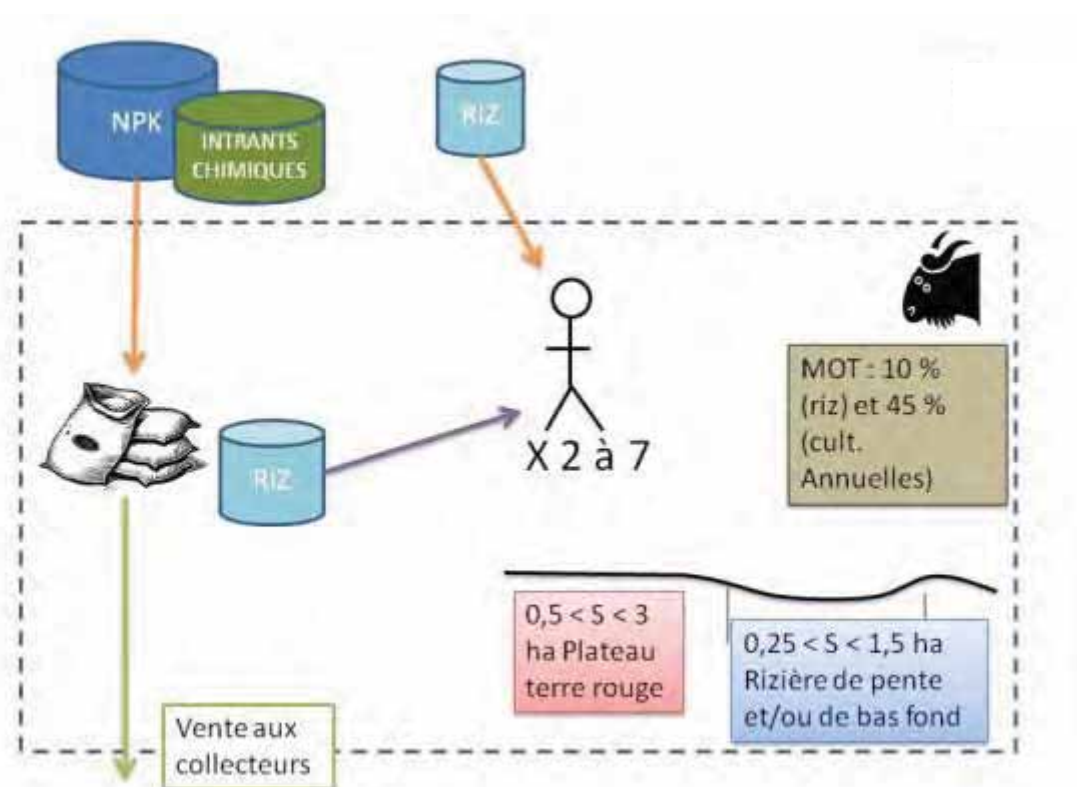 NPK
INTRANTS
CHIMIQUES
RIZ
RIZ
X 2 à 7
MOT : 10 %
(riz) et 45 %
(cult.
Annuelles)
0,5 < S < 3
ha Plateau
terre rouge
0,25 < S < 1,5 ha
Rizière de pente
et/ou de bas fond
Vente aux
collecteurs